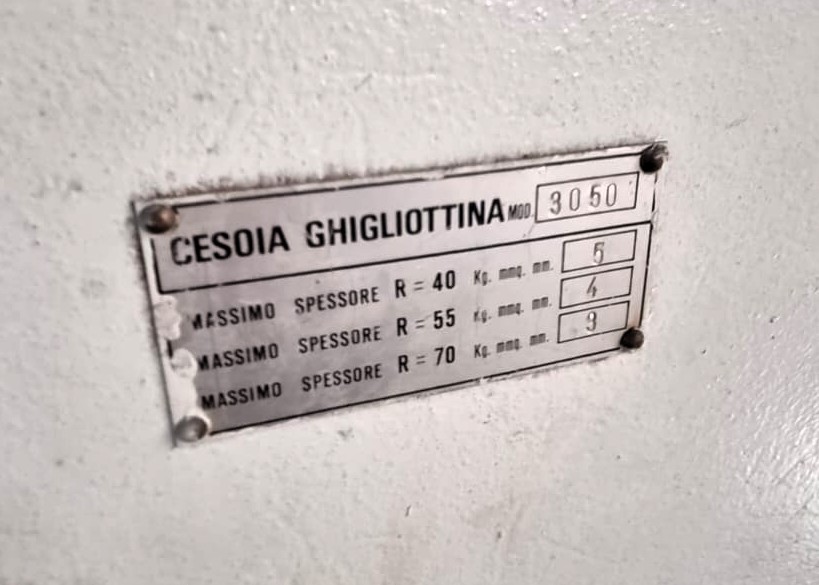 CESOIA GHIGLIOTTINA MOD. 3050
MASSIMO SPESSORE R = 40 Kg. mmq. mm. 5
MASSIMO SPESSORE R = 55 Kg. mmq. mm. 4
MASSIMO SPESSORE R = 70 Kg. mmq. mm. 3